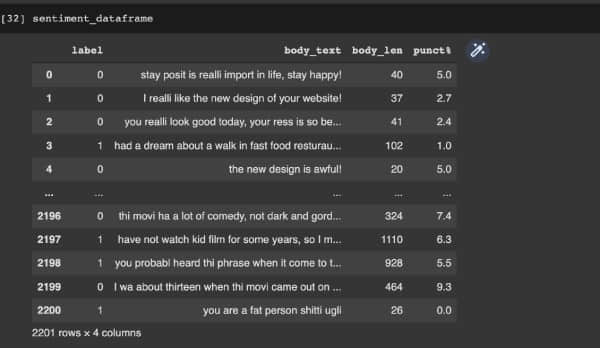 [32] sentiment_dataframe
label body_text body_len punct%
0 0 stay posit is realli import in life, stay happy! 40 5.0
1 0 I realli like the new design of your website! 37 2.7
2 0 you realli look good today, your ress is so be... 41 2.4
3 1 had a dream about a walk in fast food resturau... 102 1.0
4 0 the new design is awful! 20 5.0
... ... ... ... ...
2196 0 thi movi ha a lot of comedy, not dark and gord... 324 7.4
2197 1 have not watch kid film for some years, so I m... 1110 6.3
2198 1 you probabl heard thi phrase when it come to t... 928 5.5
2199 0 I wa about thirteen when thi movi came out on ... 464 9.3
2200 1 you are a fat person shitti ugli 26 0.0
2201 rows × 4 columns